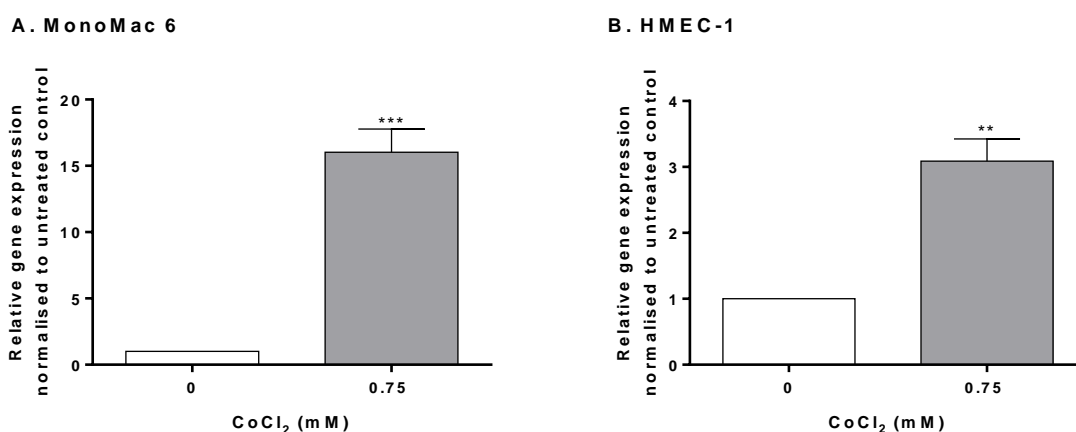 A. MonoMac 6
Relative gene expression
normalised to untreated control
20
15
10
5
0
***
0
0.75
CoCl₂ (mM)
B. HMEC-1
Relative gene expression
normalised to untreated control
4
3
2
1
0
**
0
0.75
CoCl₂ (mM)